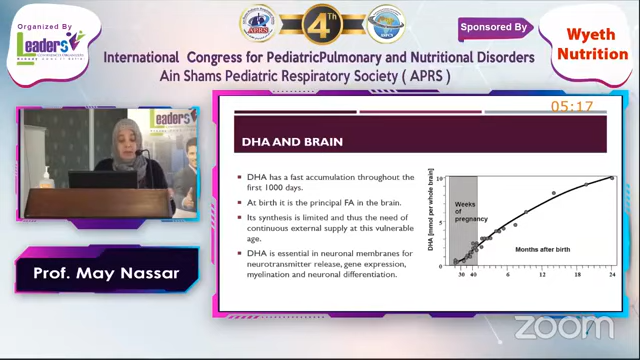 Organized By
Leaders
4th
APRS
Sponsored By
Wyeth
Nutrition
International Congress for PediatricPulmonary and Nutritional Disorders
Ain Shams Pediatric Respiratory Society ( APRS )
05:17
Leaders
DHA AND BRAIN
DHA has a fast accumulation throughout the
first 1000 days.
At birth it is the principal FA in the brain.
Its synthesis is limited and thus the need of
continuous external supply at this vulnerable
age.
DHA is essential in neuronal membranes for
neurotransmitter release, gene expression,
myelination and neuronal differentiation.
DHA [mmol per whole brain]
10
5
0
Weeks
of
pregnancy
Months after birth
30 40 6 12 18 24
Prof. May Nassar
zoom